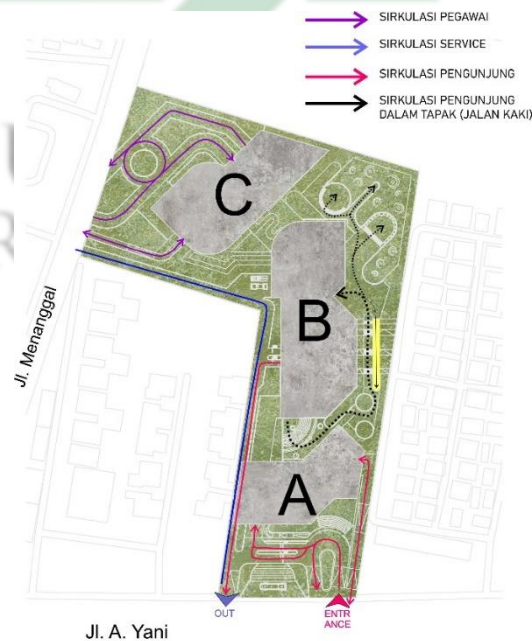 SIRKULASI PEGAWAI
SIRKULASI SERVICE
SIRKULASI PENGUNJUNG
SIRKULASI PENGUNJUNG
DALAM TAPAK (JALAN KAKI)
C
B
Jl. Menanggal
A
OUT
ENTR
ANCE
Jl. A. Yani